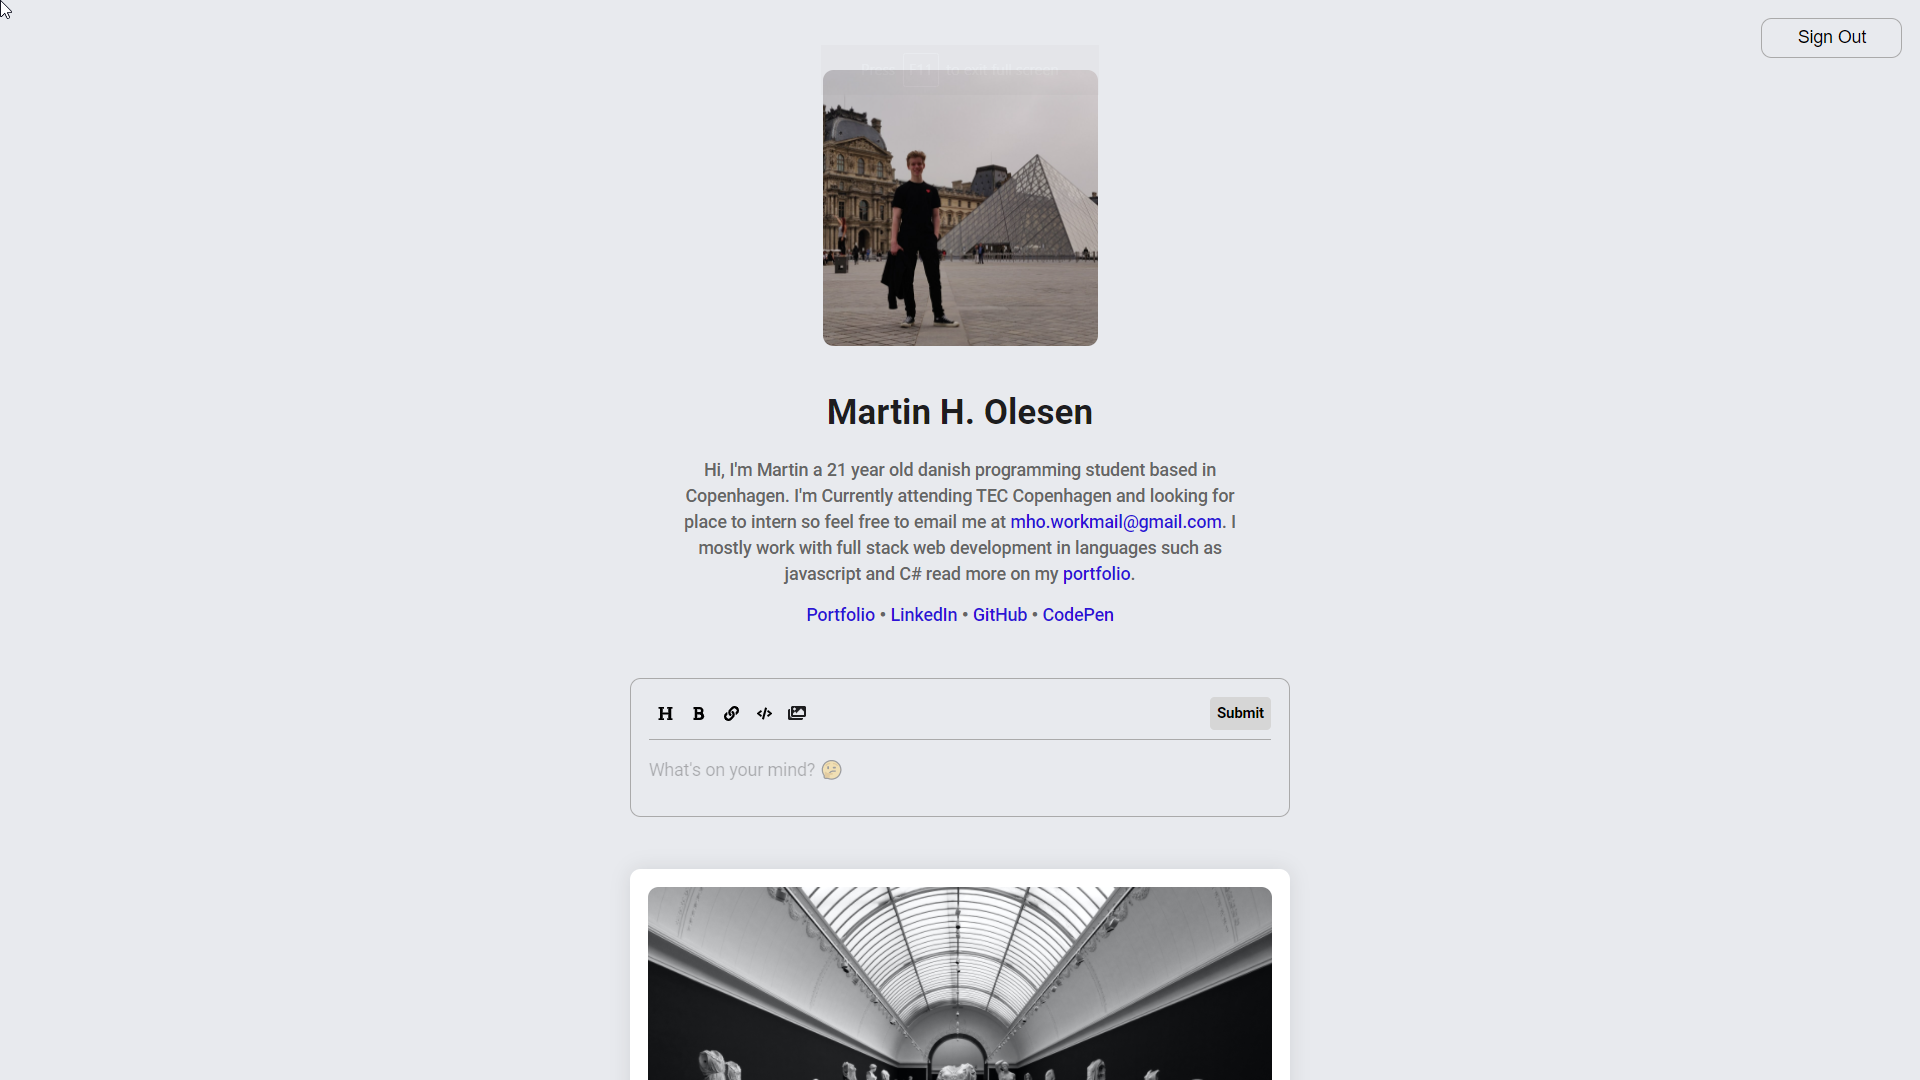 Sign Out
Martin H. Olesen
Hi, I'm Martin a 21 year old danish programming student based in
Copenhagen. I'm Currently attending TEC Copenhagen and looking for
place to intern so feel free to email me at mho.workmail@gmail.com. I
mostly work with full stack web development in languages such as
javascript and C# read more on my portfolio.
Portfolio • LinkedIn • GitHub • CodePen
H B </> Submit
What's on your mind? 🤔